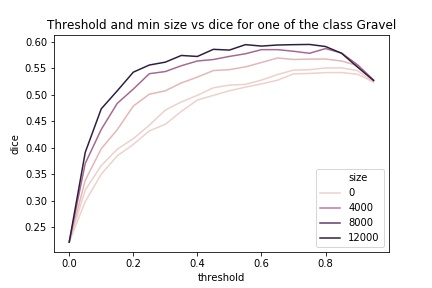 Threshold and min size vs dice for one of the class Gravel
0.60
0.55
0.50
0.45
0.40
0.35
0.30
0.25
dice
size
0
4000
8000
12000
0.0 0.2 0.4 0.6 0.8
threshold